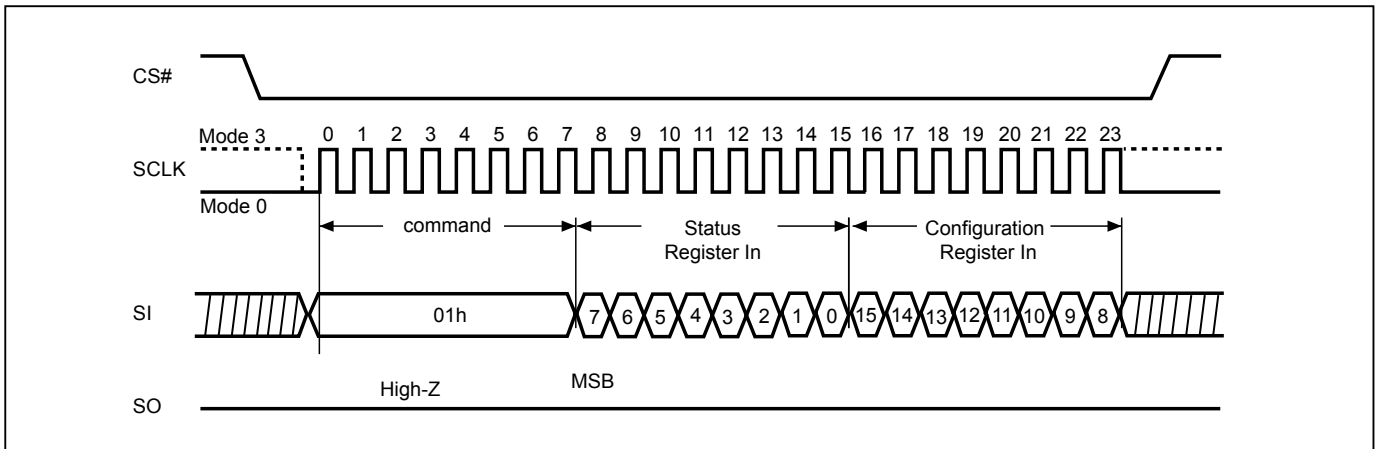 CS#
Mode 3
0 1 2 3 4 5 6 7 8 9 10 11 12 13 14 15 16 17 18 19 20 21 22 23
SCLK
Mode 0
command
Status
Register In
Configuration
Register In
SI
01h
7 6 5 4 3 2 1 0 15 14 13 12 11 10 9 8
High-Z
MSB
SO